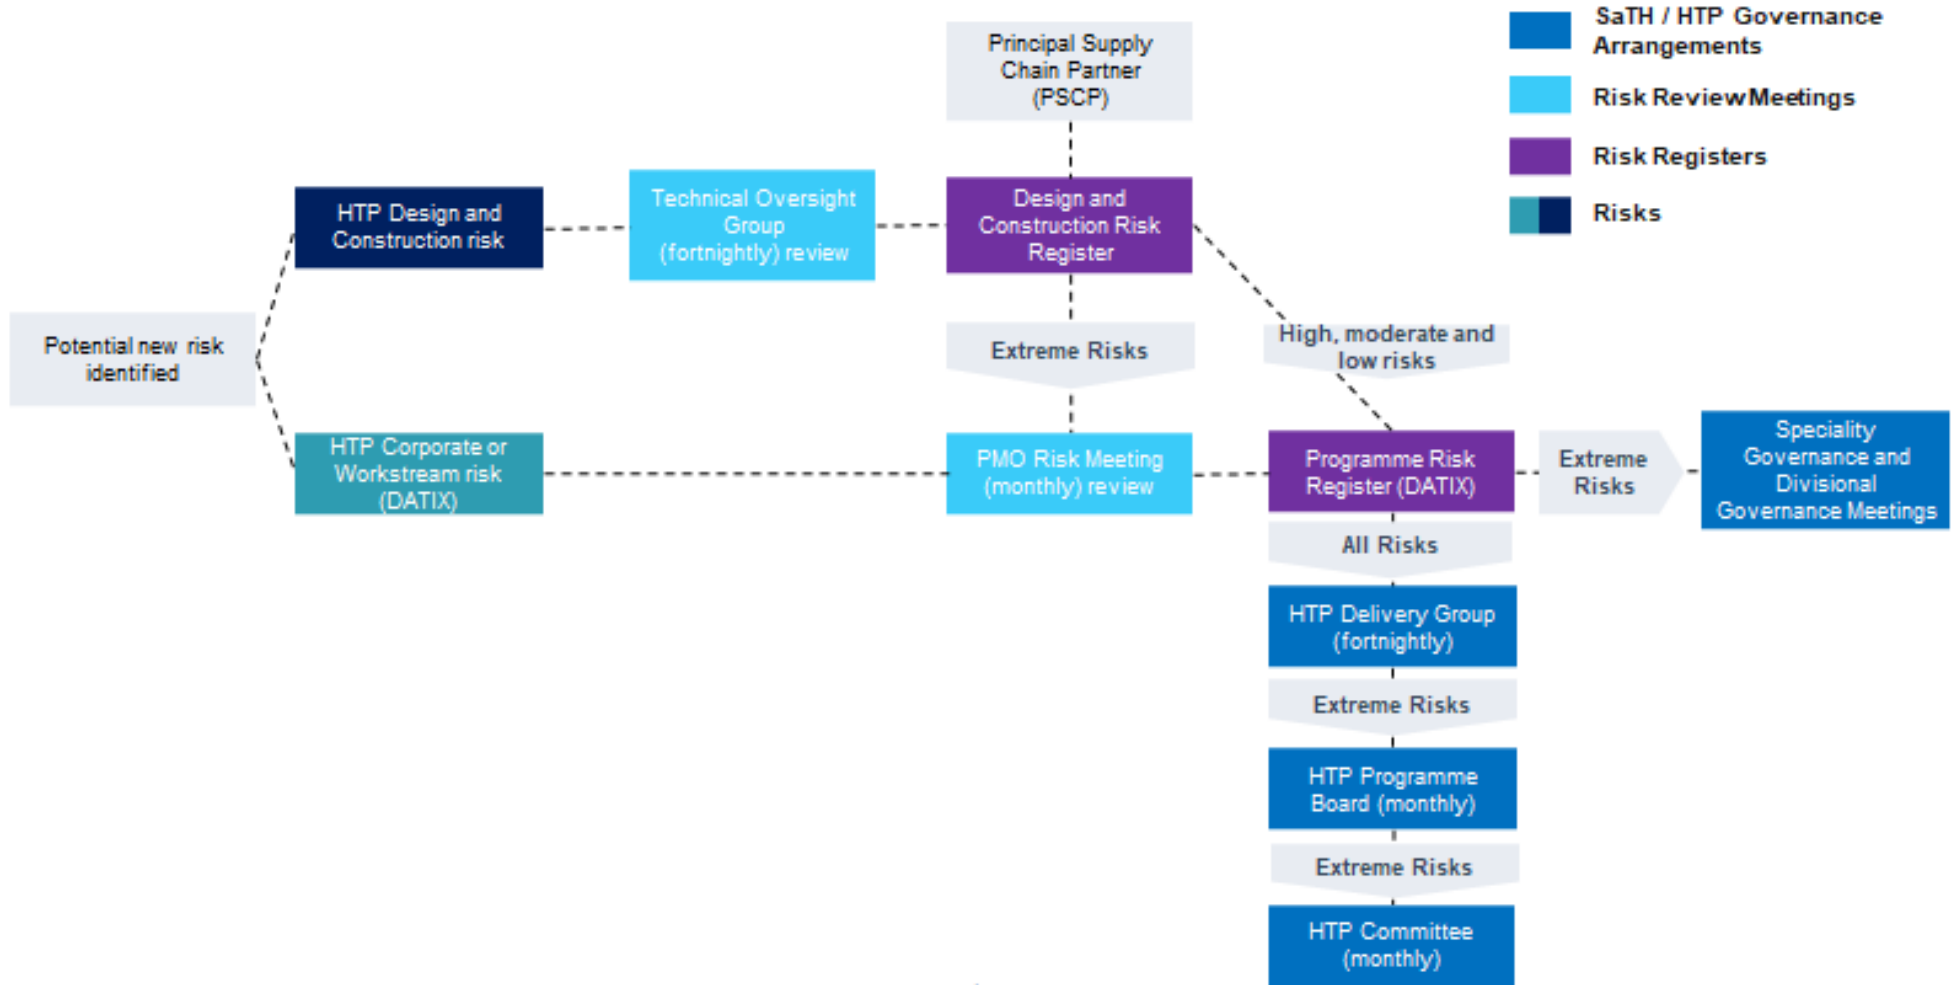 SaTH / HTP Governance
Arrangements
Risk Review Meetings
Risk Registers
Risks
Principal Supply
Chain Partner
(PSCP)
HTP Design and
Construction risk
Technical Oversight
Group
(fortnightly) review
Design and
Construction Risk
Register
Potential new risk
identified
Extreme Risks
High, moderate and
low risks
HTP Corporate or
Workstream risk
(DATIX)
PMO Risk Meeting
(monthly) review
Programme Risk
Register (DATIX)
Extreme
Risks
Speciality
Governance and
Divisional
Governance Meetings
All Risks
HTP Delivery Group
(fortnightly)
Extreme Risks
HTP Programme
Board (monthly)
Extreme Risks
HTP Committee
(monthly)